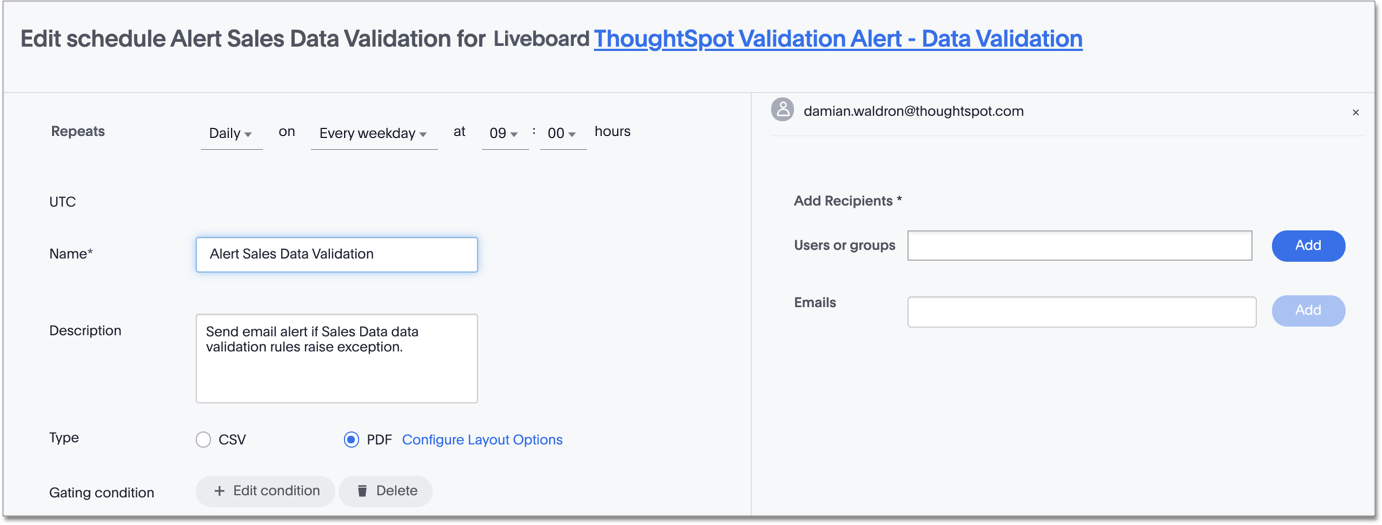 Edit schedule Alert Sales Data Validation for Liveboard ThoughtSpot Validation Alert - Data Validation
Repeats Daily on Every weekday at 09 : 00 hours
UTC
Name* Alert Sales Data Validation
Description Send email alert if Sales Data data
validation rules raise exception.
Type CSV PDF Configure Layout Options
Gating condition + Edit condition Delete
damian.waldron@thoughtspot.com ×
Add Recipients *
Users or groups Add
Emails Add